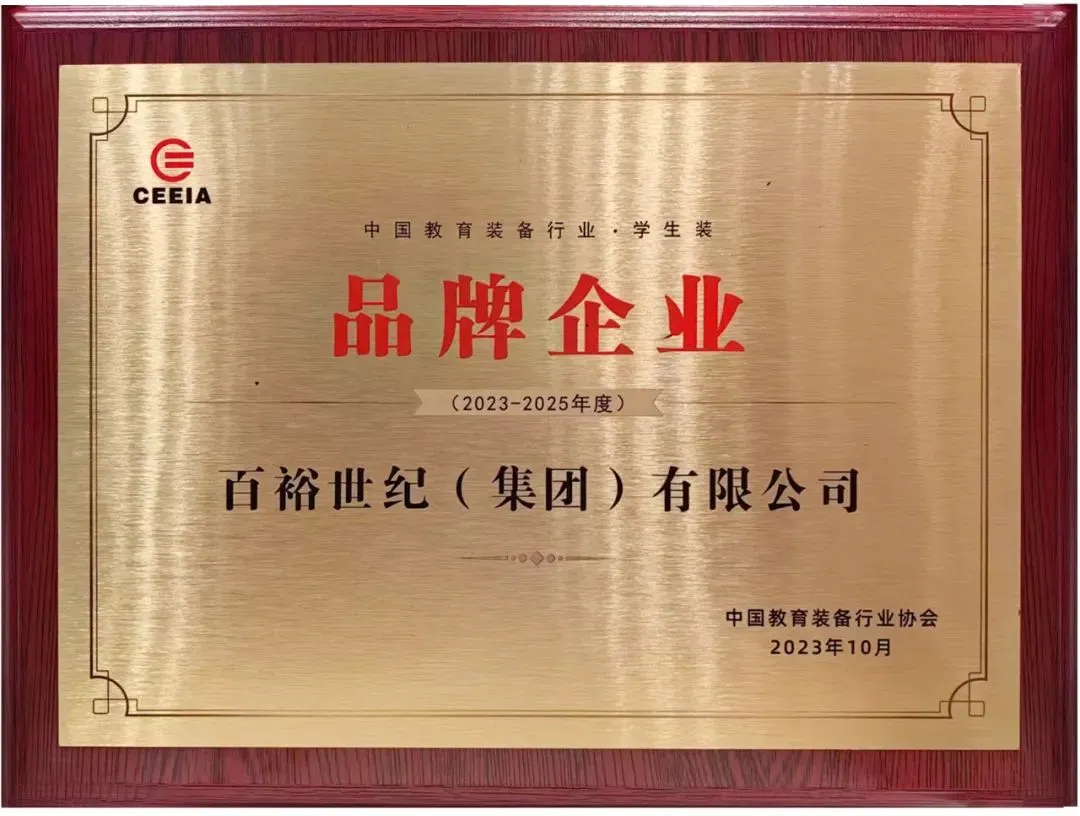 CEEIA
中国教育装备行业·学生装
品牌企业
（2023-2025年度）
百裕世纪（集团）有限公司
中国教育装备行业协会
2023年10月